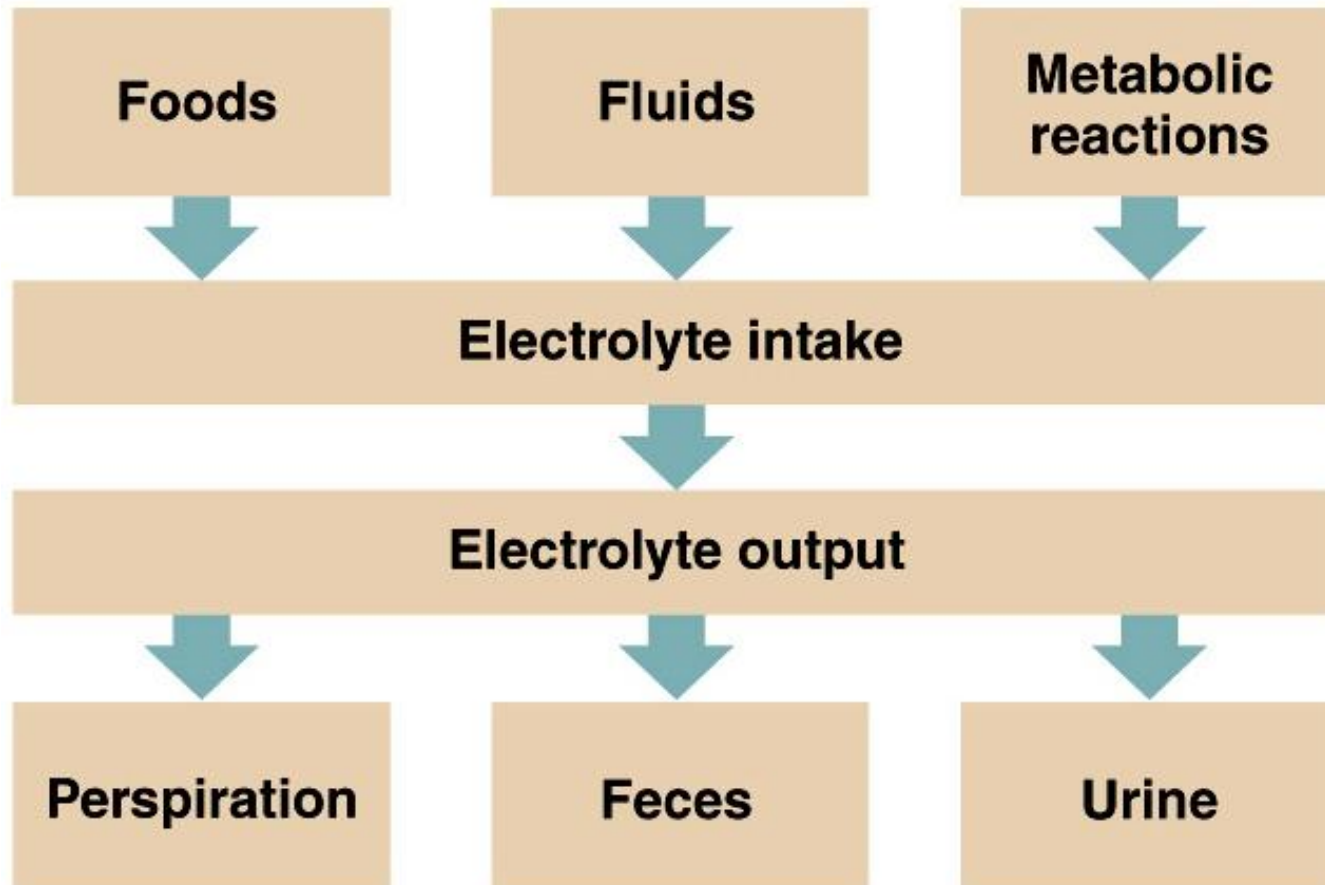 Foods
Fluids
Metabolic
reactions
Electrolyte intake
Electrolyte output
Perspiration
Feces
Urine